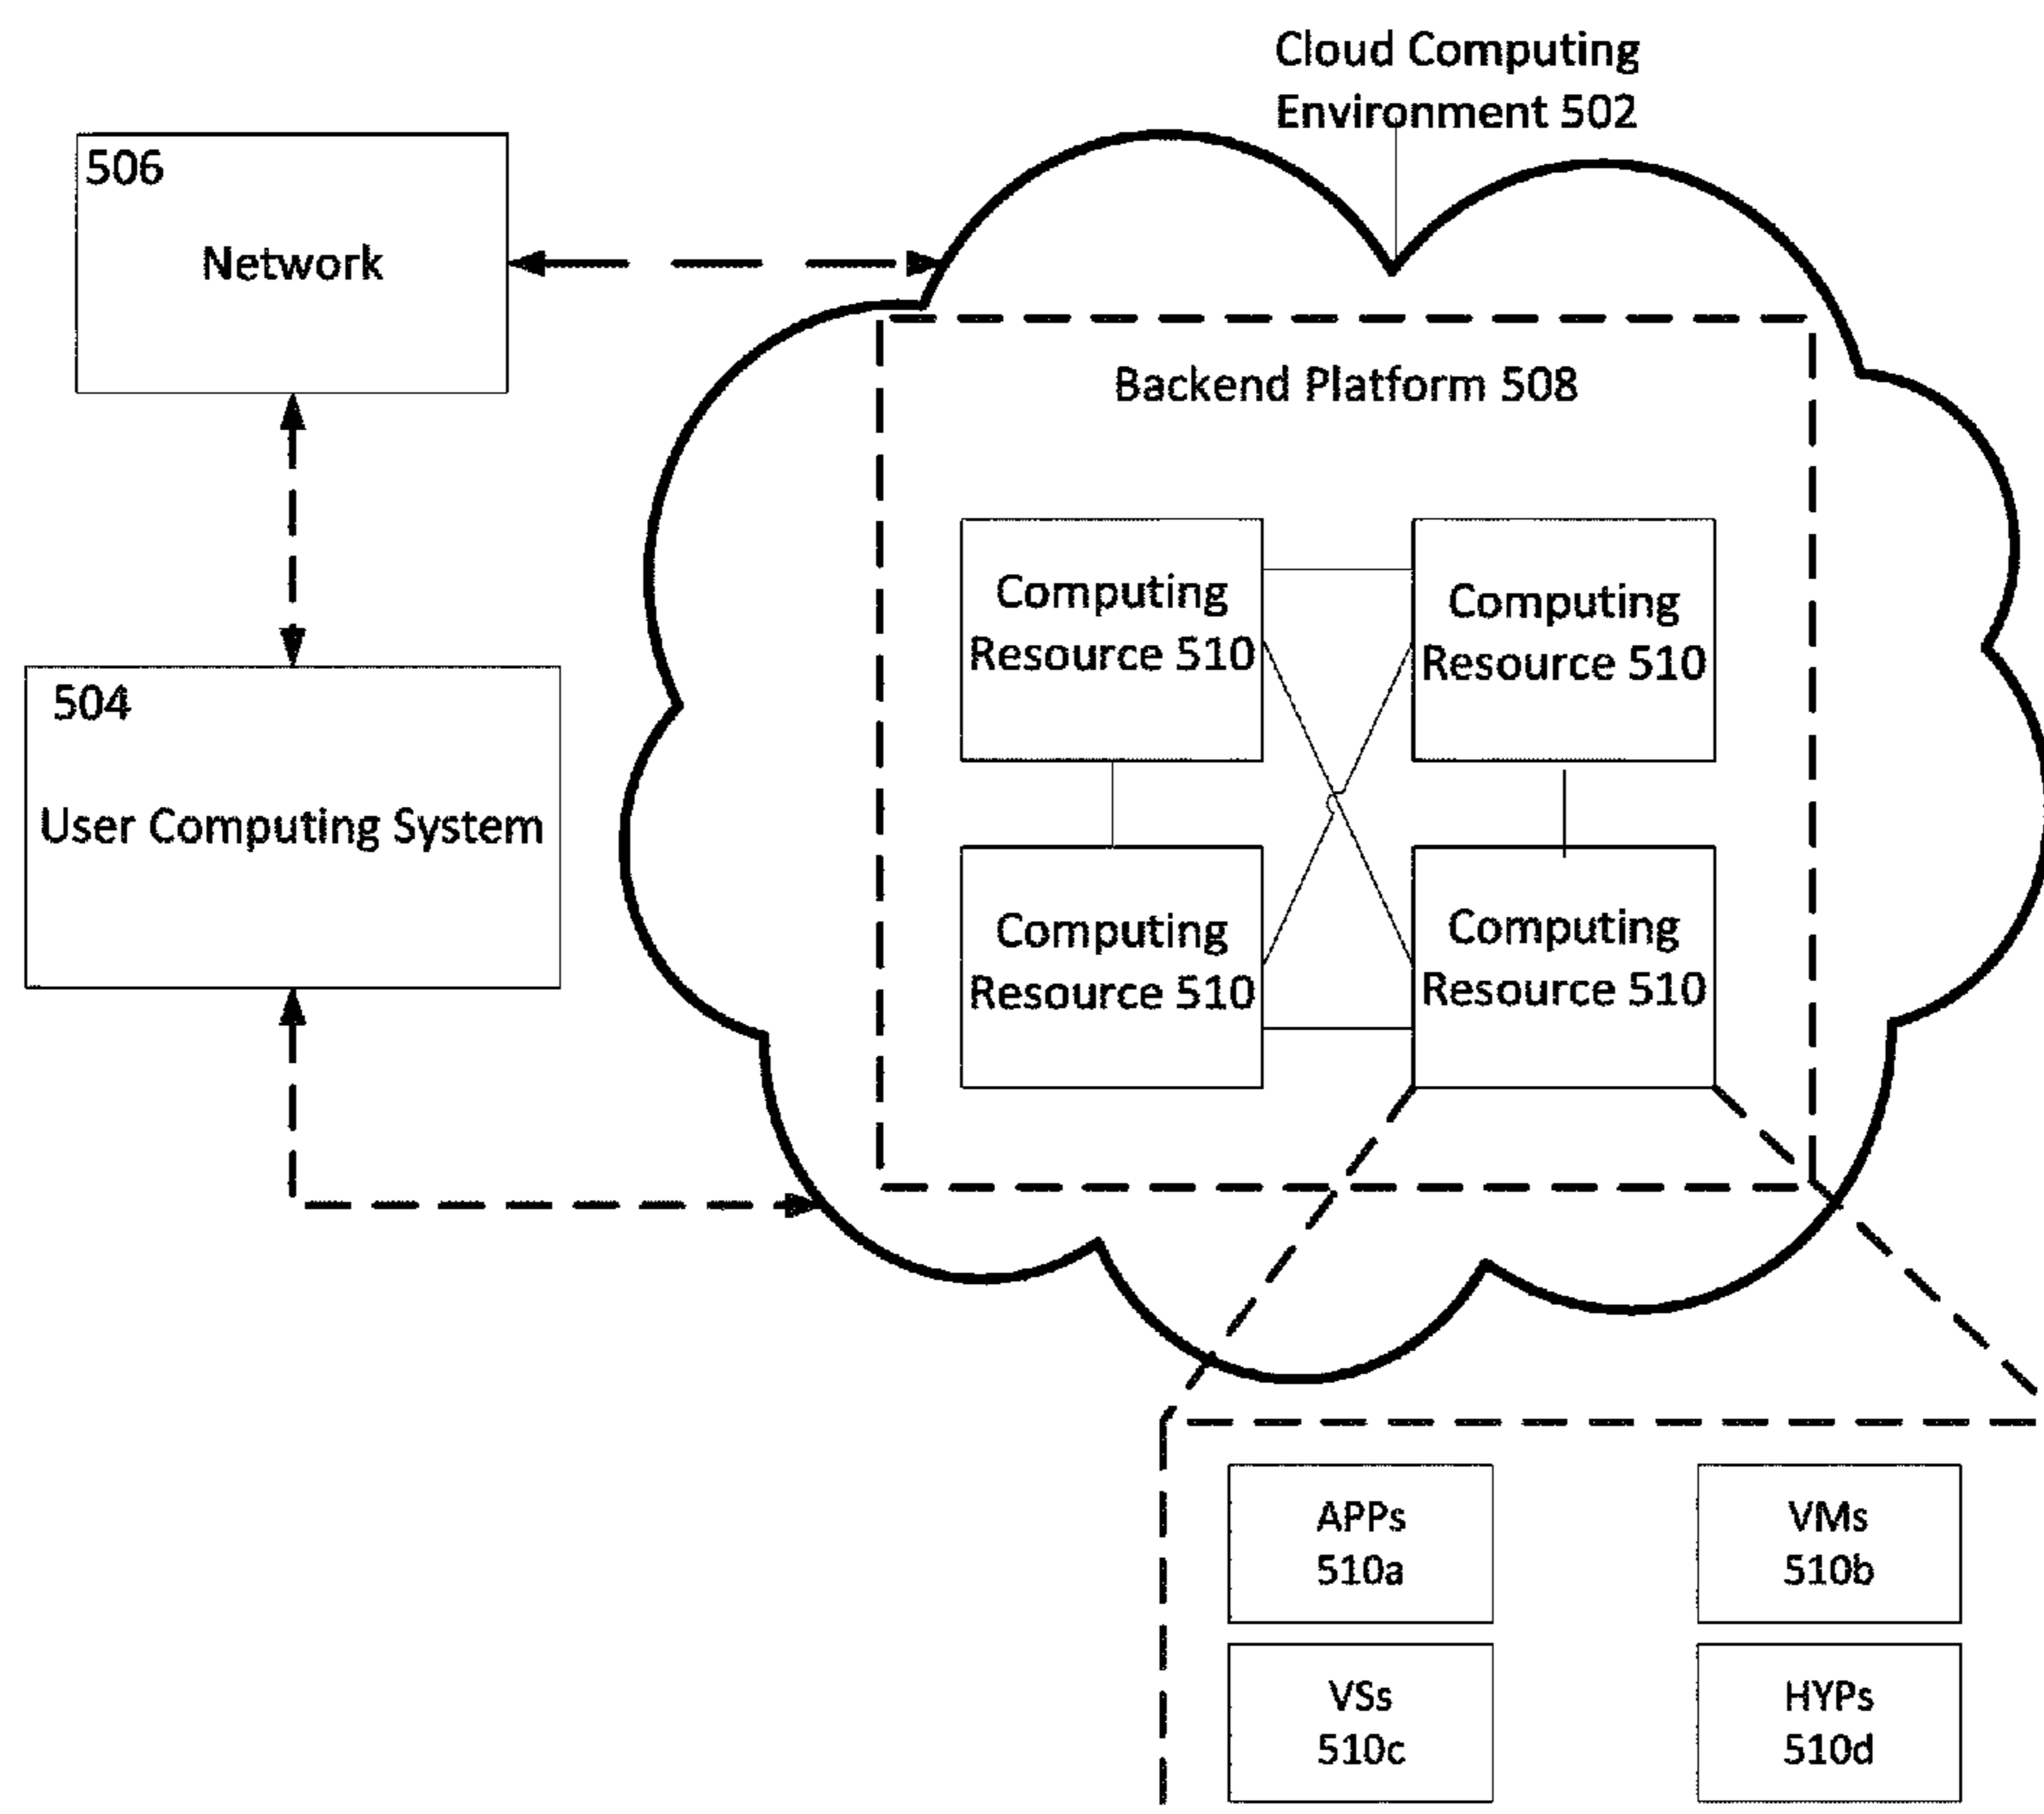 Cloud Computing
Environment 502
506
Network
Backend Platform 508
Computing
Resource 510
Computing
Resource 510
504
User Computing System
Computing
Resource 510
Computing
Resource 510
APPs
510a
VMs
510b
VSs
510c
HYPs
510d